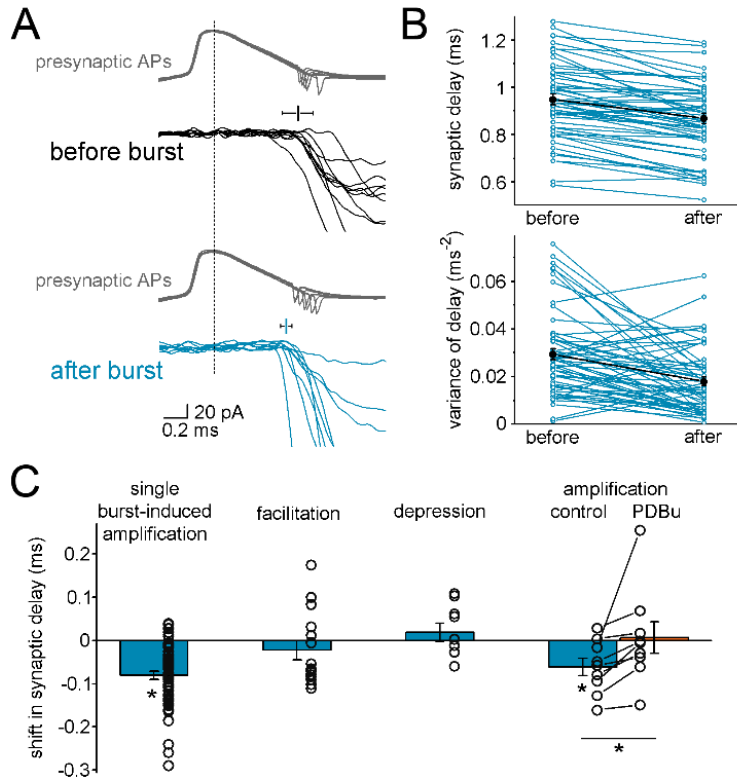 A
presynaptic APs
before burst
presynaptic APs
after burst
20 pA
0.2 ms
B
synaptic delay (ms)
1.2
1
0.8
0.6
before
after
variance of delay (ms-2)
0.06
0.04
0.02
0
before
after
C
single
burst-induced
amplification
facilitation
depression
amplification
control
PDBu
shift in synaptic delay (ms)
0.2
0.1
0
-0.1
-0.2
-0.3
*
*
*